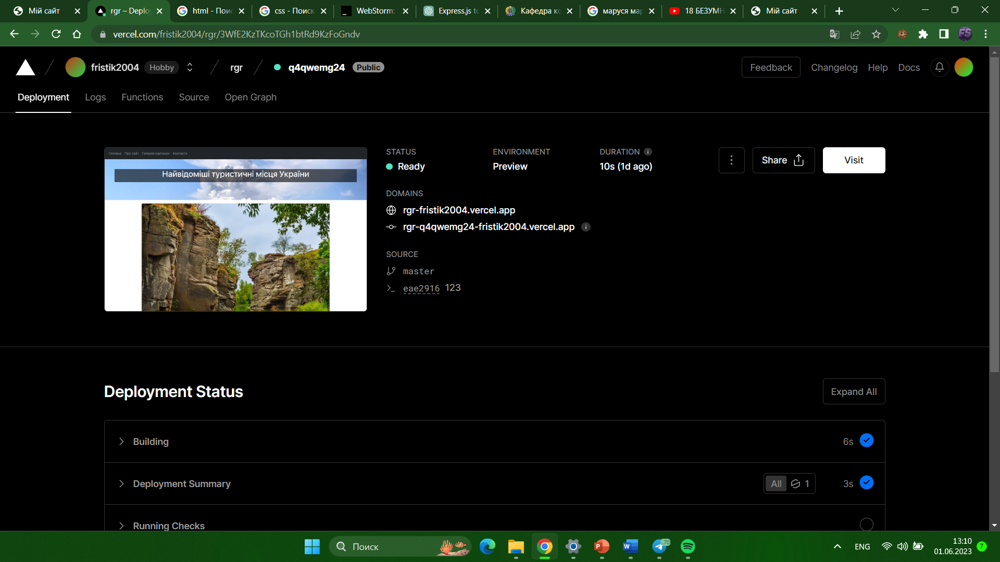 Мій сайт
rgr – Deplo
html - Пои
css - Поиск
WebStorm:
Express.js to
Кафедра ко
маруся мар
18 БЕЗУМН
Мій сайт
vercel.com/fristik2004/rgr/3WfE2KzTKcoTGh1btRd9KzFoGndv
fristik2004 Hobby rgr q4qwemg24 Public
Feedback Changelog Help Docs
Deployment Logs Functions Source Open Graph
Головна Про сайт Галерея картинок Контакти
Найвідоміші туристичні місця України
STATUS ENVIRONMENT DURATION
Ready Preview 10s (1d ago)
Share Visit
DOMAINS
rgr-fristik2004.vercel.app
rgr-q4qwemg24-fristik2004.vercel.app
SOURCE
master
eae2916 123
Deployment Status
Expand All
Building 6s
Deployment Summary All 1 3s
Running Checks
Поиск
70
ENG
13:10
01.06.2023
7